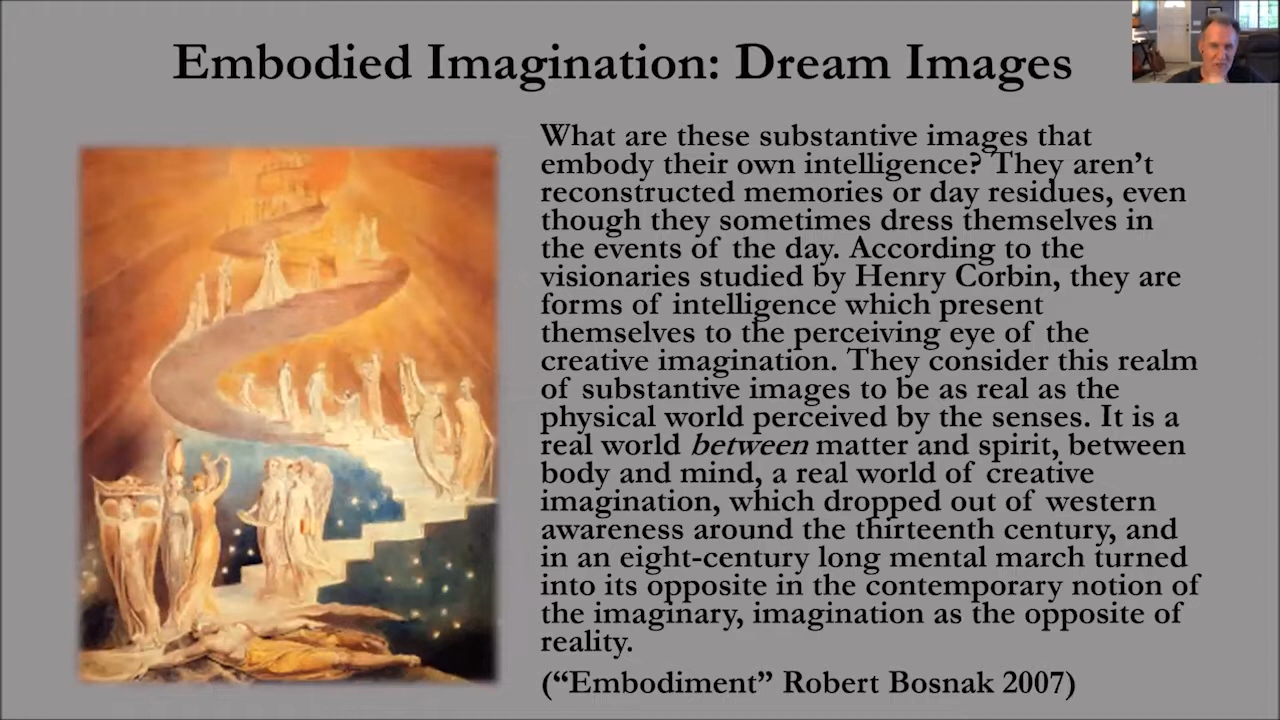 Embodied Imagination: Dream Images
What are these substantive images that
embody their own intelligence? They aren’t
reconstructed memories or day residues, even
though they sometimes dress themselves in
the events of the day. According to the
visionaries studied by Henry Corbin, they are
forms of intelligence which present
themselves to the perceiving eye of the
creative imagination. They consider this realm
of substantive images to be as real as the
physical world perceived by the senses. It is a
real world between matter and spirit, between
body and mind, a real world of creative
imagination, which dropped out of western
awareness around the thirteenth century, and
in an eight-century long mental march turned
into its opposite in the contemporary notion of
the imaginary, imagination as the opposite of
reality.
(“Embodiment” Robert Bosnak 2007)